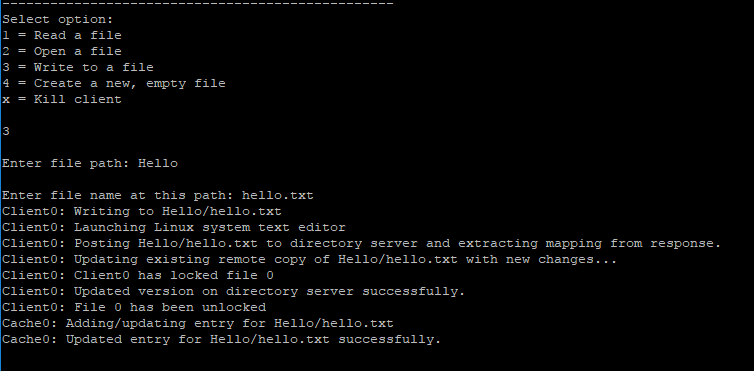 -------------------------------------------------
Select option:
1 = Read a file
2 = Open a file
3 = Write to a file
4 = Create a new, empty file
x = Kill client
3
Enter file path: Hello
Enter file name at this path: hello.txt
Client0: Writing to Hello/hello.txt
Client0: Launching Linux system text editor
Client0: Posting Hello/hello.txt to directory server and extracting mapping from response.
Client0: Updating existing remote copy of Hello/hello.txt with new changes...
Client0: Client0 has locked file 0
Client0: Updated version on directory server successfully.
Client0: File 0 has been unlocked
Cache0: Adding/updating entry for Hello/hello.txt
Cache0: Updated entry for Hello/hello.txt successfully.